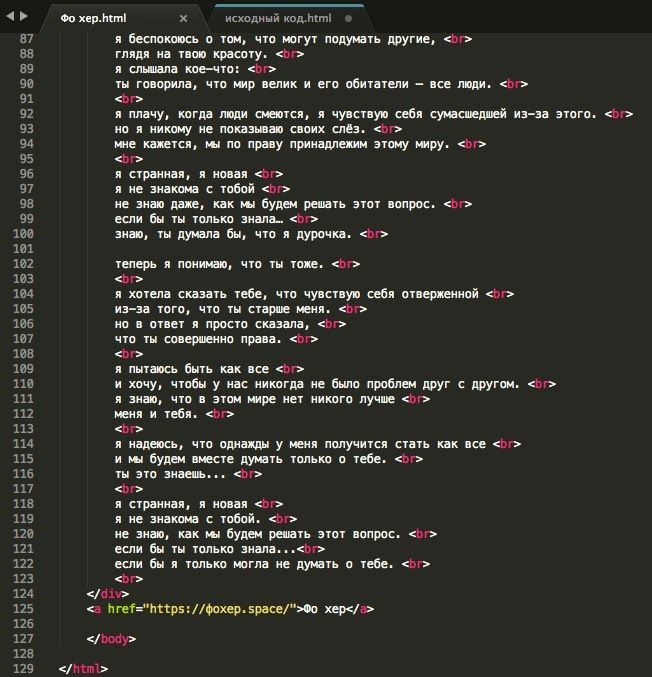 Фо хер.html × исходный код.html
87 я беспокоюсь о том, что могут подумать другие, <br>
88 глядя на твою красоту. <br>
89 я слышала кое-что: <br>
90 ты говорила, что мир велик и его обитатели — все люди. <br>
91 <br>
92 я плачу, когда люди смеются, я чувствую себя сумасшедшей из-за этого. <br>
93 но я никому не показываю своих слёз. <br>
94 мне кажется, мы по праву принадлежим этому миру. <br>
95 <br>
96 я странная, я новая <br>
97 я не знакома с тобой <br>
98 не знаю даже, как мы будем решать этот вопрос. <br>
99 если бы ты только знала… <br>
100 знаю, ты думала бы, что я дурочка. <br>
101
102 теперь я понимаю, что ты тоже. <br>
103 <br>
104 я хотела сказать тебе, что чувствую себя отверженной <br>
105 из-за того, что ты старше меня. <br>
106 но в ответ я просто сказала, <br>
107 что ты совершенно права. <br>
108 <br>
109 я пытаюсь быть как все <br>
110 и хочу, чтобы у нас никогда не было проблем друг с другом. <br>
111 я знаю, что в этом мире нет никого лучше <br>
112 меня и тебя. <br>
113 <br>
114 я надеюсь, что однажды у меня получится стать как все <br>
115 и мы будем вместе думать только о тебе. <br>
116 ты это знаешь... <br>
117 <br>
118 я странная, я новая <br>
119 я не знакома с тобой. <br>
120 не знаю, как мы будем решать этот вопрос. <br>
121 если бы ты только знала...<br>
122 если бы я только могла не думать о тебе. <br>
123 <br>
124 </div>
125 <a href="https://фохер.space/">Фо хер</a>
126
127 </body>
128
129 </html>